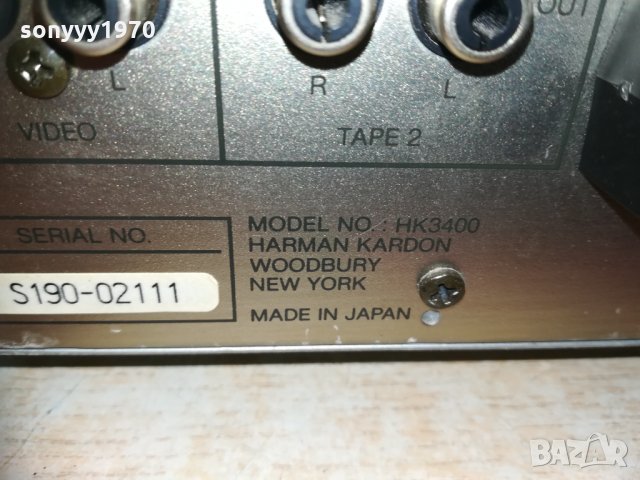 sonyyy1970
OUT
L
R
L
VIDEO
TAPE 2
SERIAL NO.
S190-02111
MODEL NO.: HK3400
HARMAN KARDON
WOODBURY
NEW YORK
MADE IN JAPAN
BAZAR